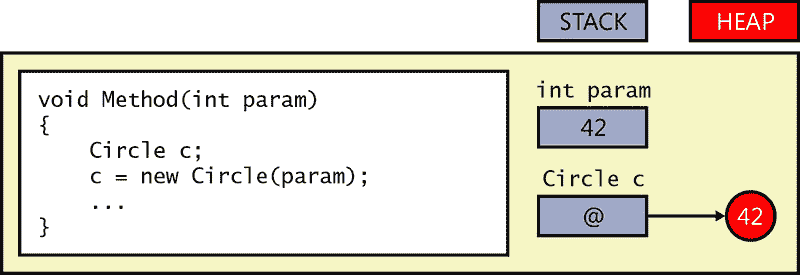 STACK HEAP
void Method(int param)
{
    Circle c;
    c = new Circle(param);
    ...
}
int param
42
Circle c
@ 42